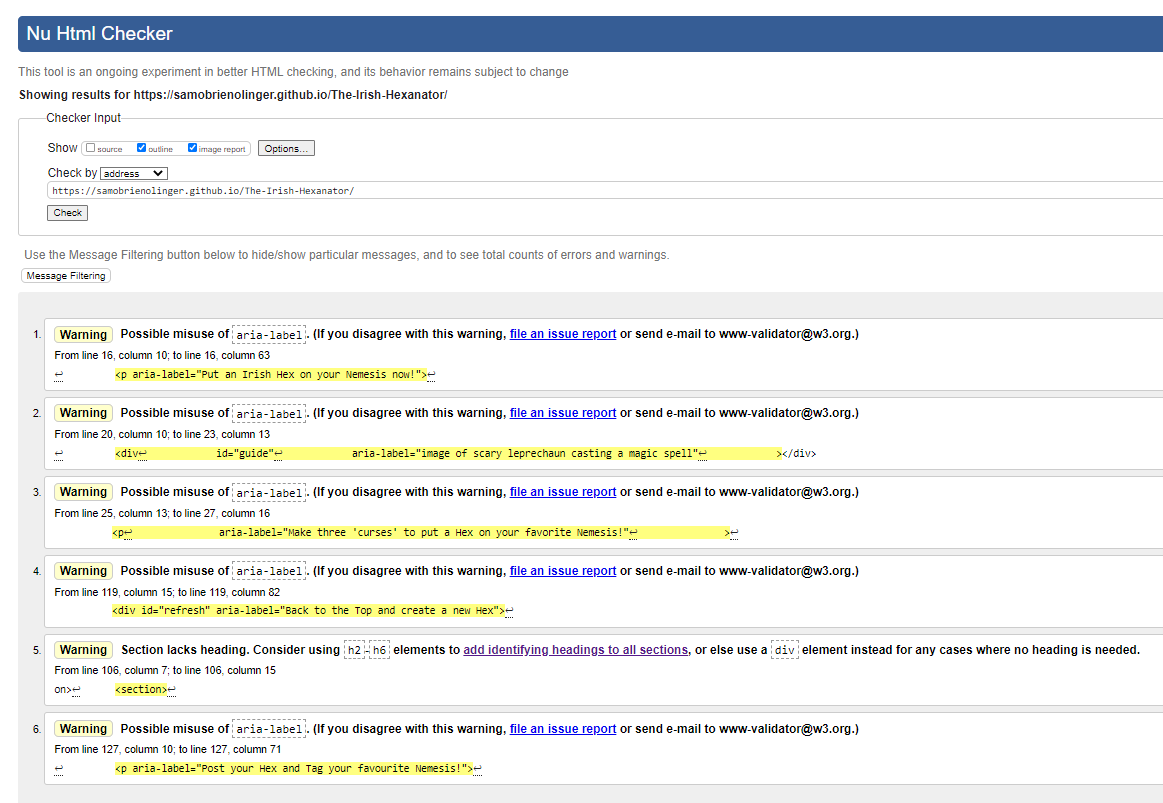 Nu Html Checker
This tool is an ongoing experiment in better HTML checking, and its behavior remains subject to change
Showing results for https://samobrienolinger.github.io/The-Irish-Hexanator/
Checker Input
Show source outline image report Options...
Check by address
https://samobrienolinger.github.io/The-Irish-Hexanator/
Check
Use the Message Filtering button below to hide/show particular messages, and to see total counts of errors and warnings.
Message Filtering
1. Warning Possible misuse of aria-label. (If you disagree with this warning, file an issue report or send e-mail to www-validator@w3.org.)
From line 16, column 10; to line 16, column 63
↩ <p aria-label="Put an Irish Hex on your Nemesis now!">↩
2. Warning Possible misuse of aria-label. (If you disagree with this warning, file an issue report or send e-mail to www-validator@w3.org.)
From line 20, column 10; to line 23, column 13
↩ <div↩ id="guide"↩ aria-label="image of scary leprechaun casting a magic spell"↩ ></div>
3. Warning Possible misuse of aria-label. (If you disagree with this warning, file an issue report or send e-mail to www-validator@w3.org.)
From line 25, column 13; to line 27, column 16
<p↩ aria-label="Make three 'curses' to put a Hex on your favorite Nemesis!"↩ >↩
4. Warning Possible misuse of aria-label. (If you disagree with this warning, file an issue report or send e-mail to www-validator@w3.org.)
From line 119, column 15; to line 119, column 82
<div id="refresh" aria-label="Back to the Top and create a new Hex">↩
5. Warning Section lacks heading. Consider using h2-h6 elements to add identifying headings to all sections, or else use a div element instead for any cases where no heading is needed.
From line 106, column 7; to line 106, column 15
on>↩ <section>↩
6. Warning Possible misuse of aria-label. (If you disagree with this warning, file an issue report or send e-mail to www-validator@w3.org.)
From line 127, column 10; to line 127, column 71
↩ <p aria-label="Post your Hex and Tag your favourite Nemesis!">↩